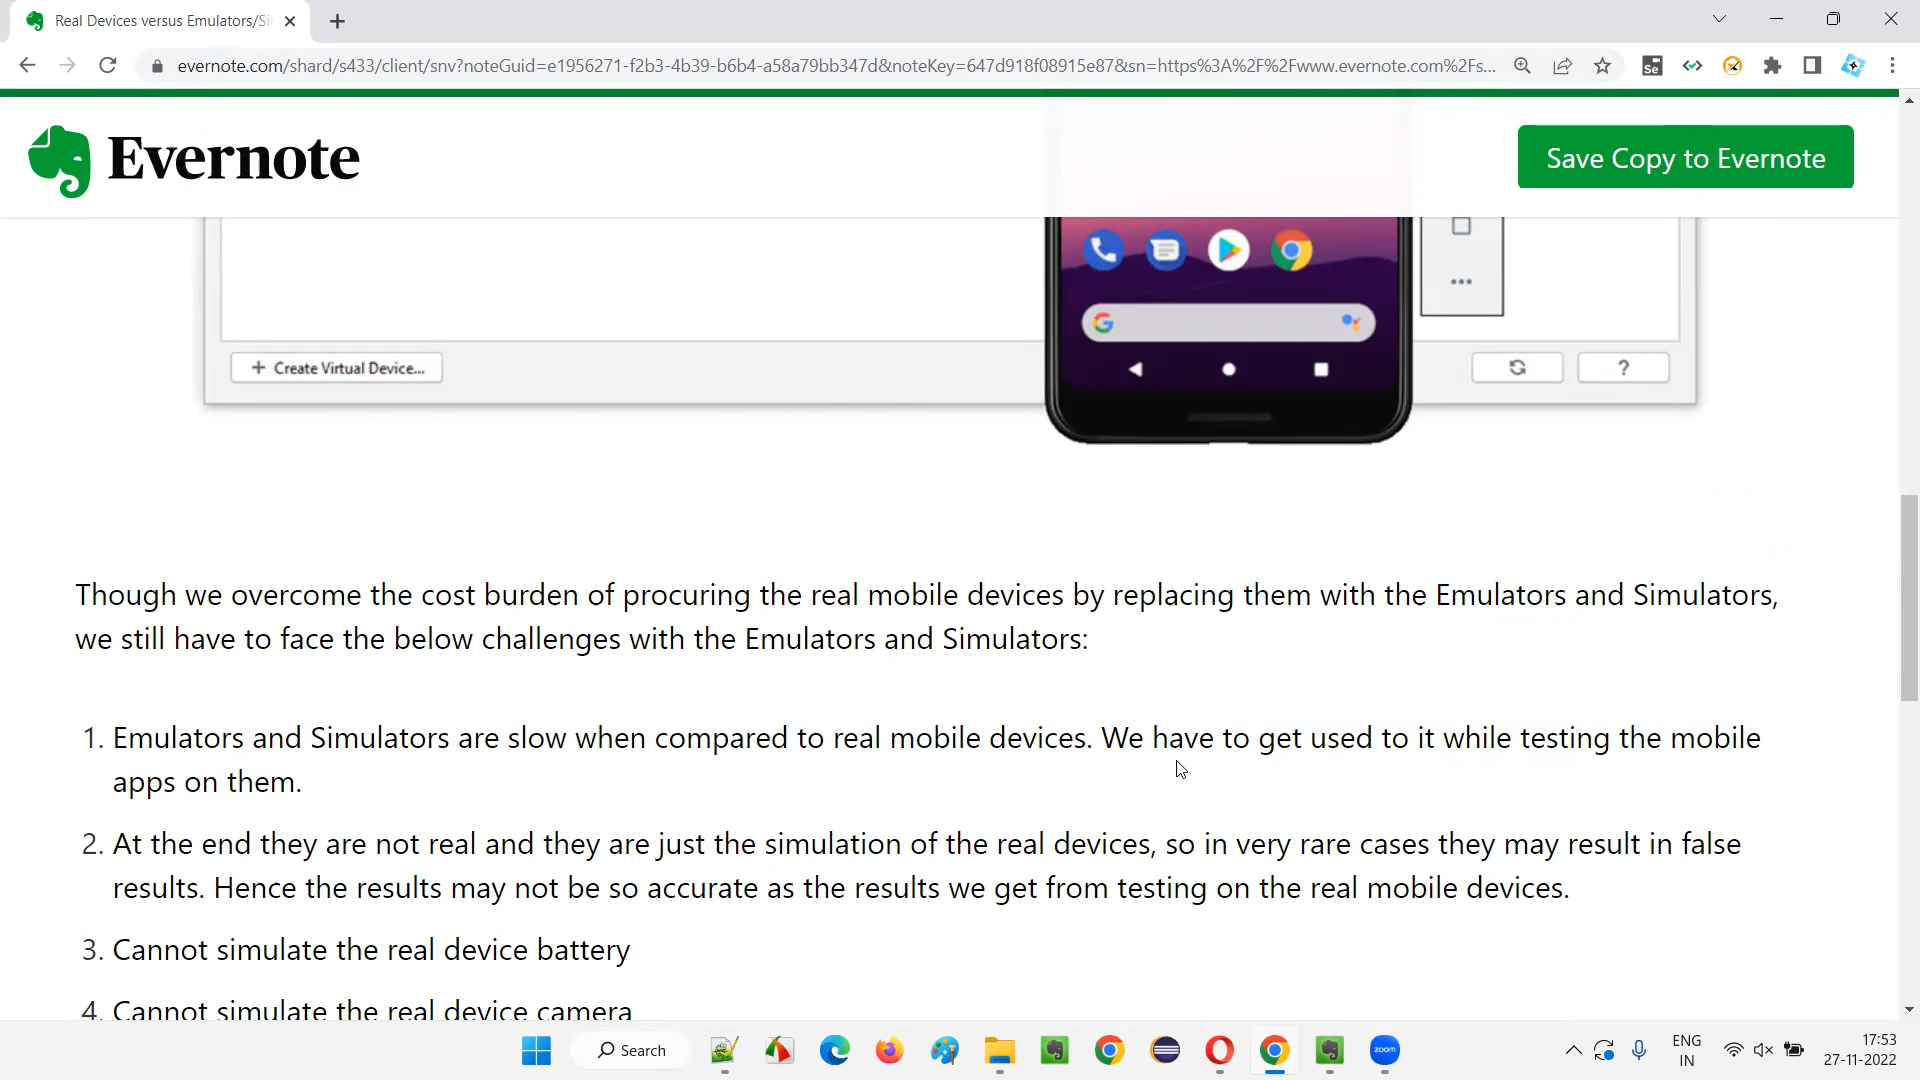 Real Devices versus Emulators/Si
evernote.com/shard/s433/client/snv?noteGuid=e1956271-f2b3-4b39-b6b4-a58a79bb347d&noteKey=647d918f08915e87&sn=https%3A%2F%2Fwww.evernote.com%2Fs...
Evernote
Save Copy to Evernote
+ Create Virtual Device...
?
Though we overcome the cost burden of procuring the real mobile devices by replacing them with the Emulators and Simulators,
we still have to face the below challenges with the Emulators and Simulators:
1. Emulators and Simulators are slow when compared to real mobile devices. We have to get used to it while testing the mobile
apps on them.
2. At the end they are not real and they are just the simulation of the real devices, so in very rare cases they may result in false
results. Hence the results may not be so accurate as the results we get from testing on the real mobile devices.
3. Cannot simulate the real device battery
4. Cannot simulate the real device camera
Search
zoom
ENG
IN
17:53
27-11-2022